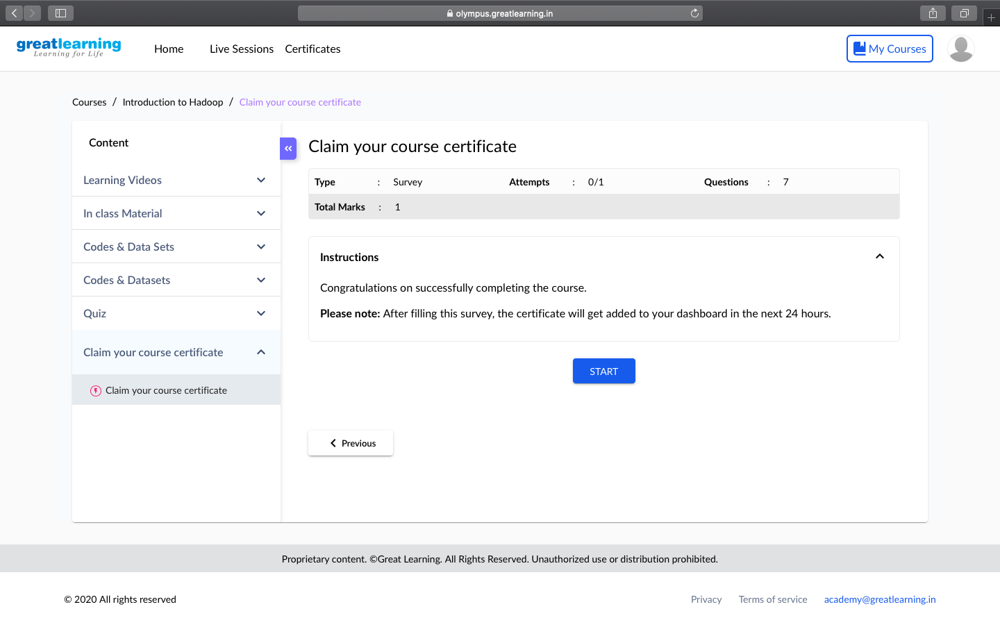 olympus.greatlearning.in
greatlearning
Learning for Life
Home Live Sessions Certificates
My Courses
Courses / Introduction to Hadoop / Claim your course certificate
Content
Learning Videos
In class Material
Codes & Data Sets
Codes & Datasets
Quiz
Claim your course certificate
Claim your course certificate
Claim your course certificate
Type : Survey Attempts : 0/1 Questions : 7
Total Marks : 1
Instructions
Congratulations on successfully completing the course.
Please note: After filling this survey, the certificate will get added to your dashboard in the next 24 hours.
START
Previous
Proprietary content. ©Great Learning. All Rights Reserved. Unauthorized use or distribution prohibited.
© 2020 All rights reserved
Privacy Terms of service academy@greatlearning.in